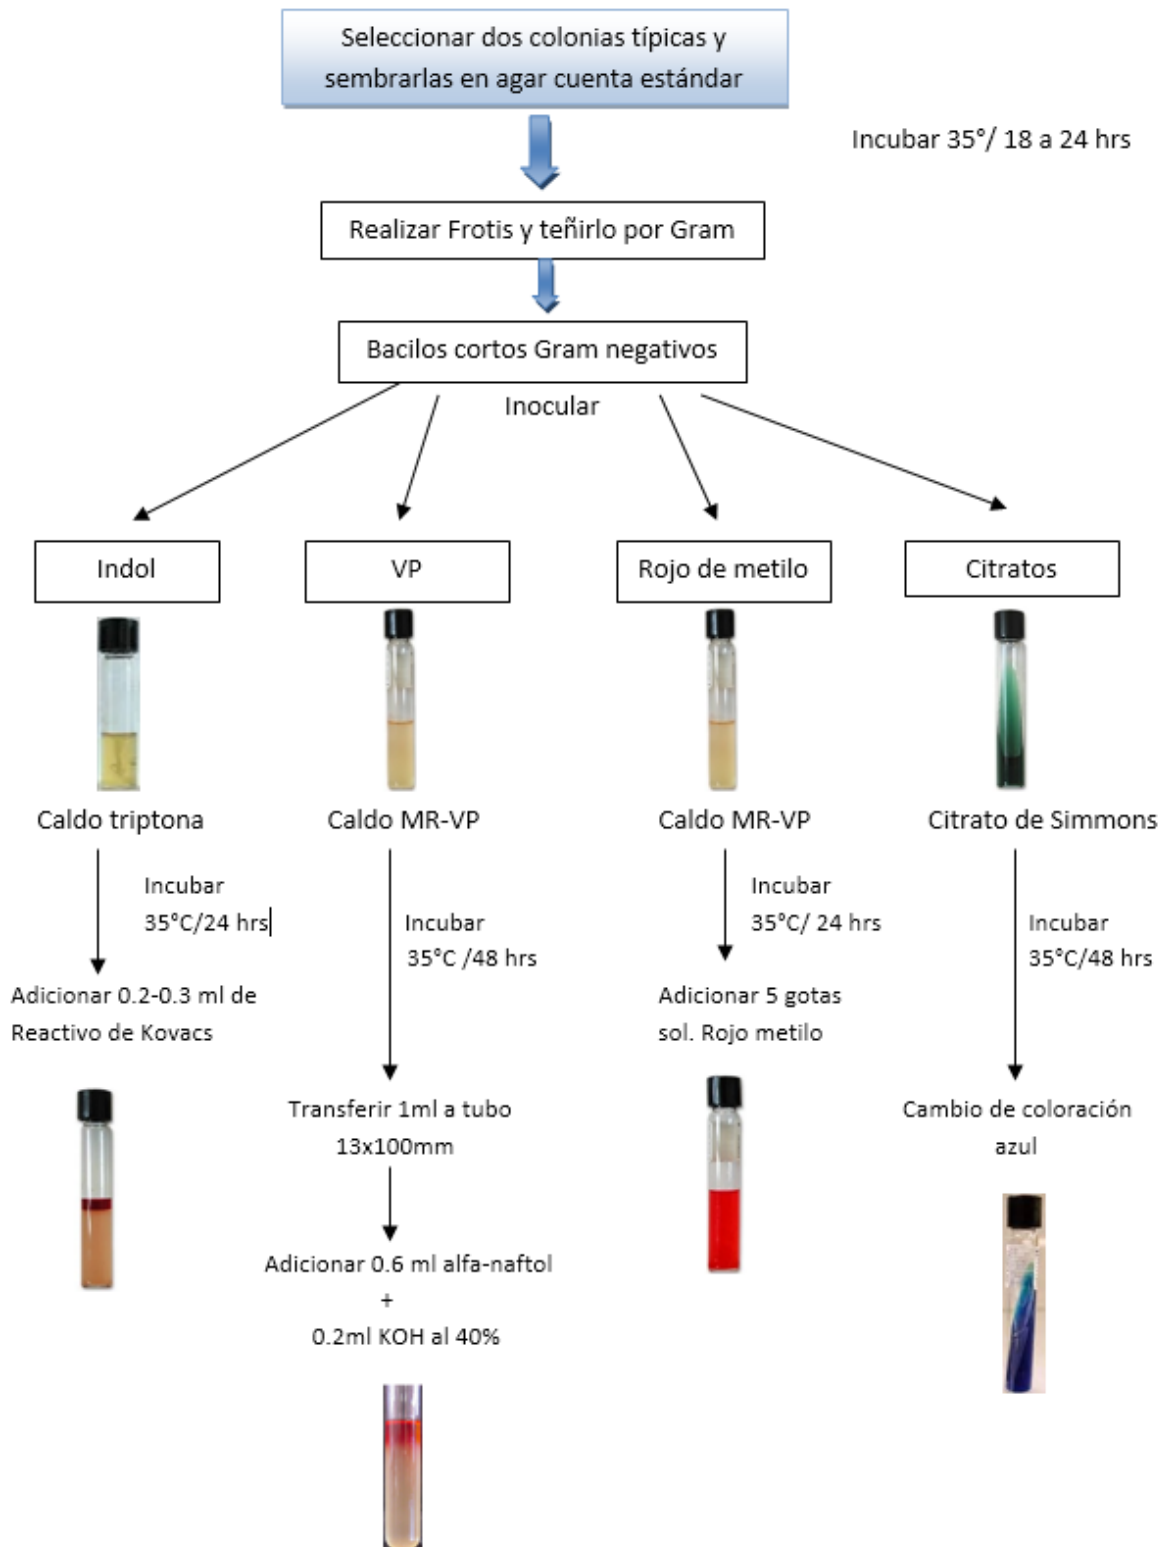 Seleccionar dos colonias típicas y
sembrarlas en agar cuenta estándar
Incubar 35°/ 18 a 24 hrs
Realizar Frotis y teñirlo por Gram
Bacilos cortos Gram negativos
Inocular
Indol
VP
Rojo de metilo
Citratos
Caldo triptona
Caldo MR-VP
Caldo MR-VP
Citrato de Simmons
Incubar
35°C/24 hrs
Incubar
35°C /48 hrs
Incubar
35°C/ 24 hrs
Incubar
35°C/48 hrs
Adicionar 0.2-0.3 ml de
Reactivo de Kovacs
Adicionar 5 gotas
sol. Rojo metilo
Transferir 1ml a tubo
13x100mm
Cambio de coloración
azul
Adicionar 0.6 ml alfa-naftol
+
0.2ml KOH al 40%